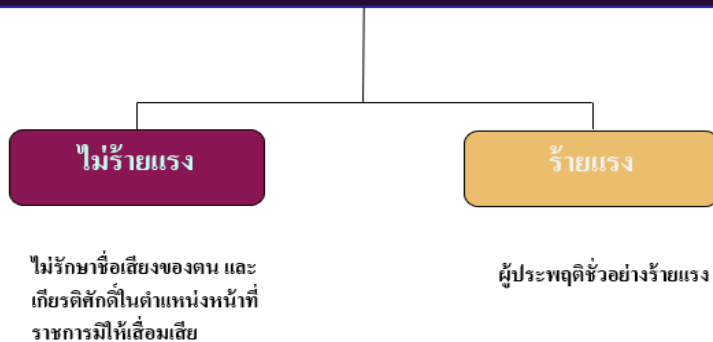 ไม่ร้ายแรง
ร้ายแรง
ไม่รักษาชื่อเสียงของตน และ
เกียรติศักดิ์ในตำแหน่งหน้าที่
ราชการมิให้เสื่อมเสีย
ผู้ประพฤติชั่วอย่างร้ายแรง